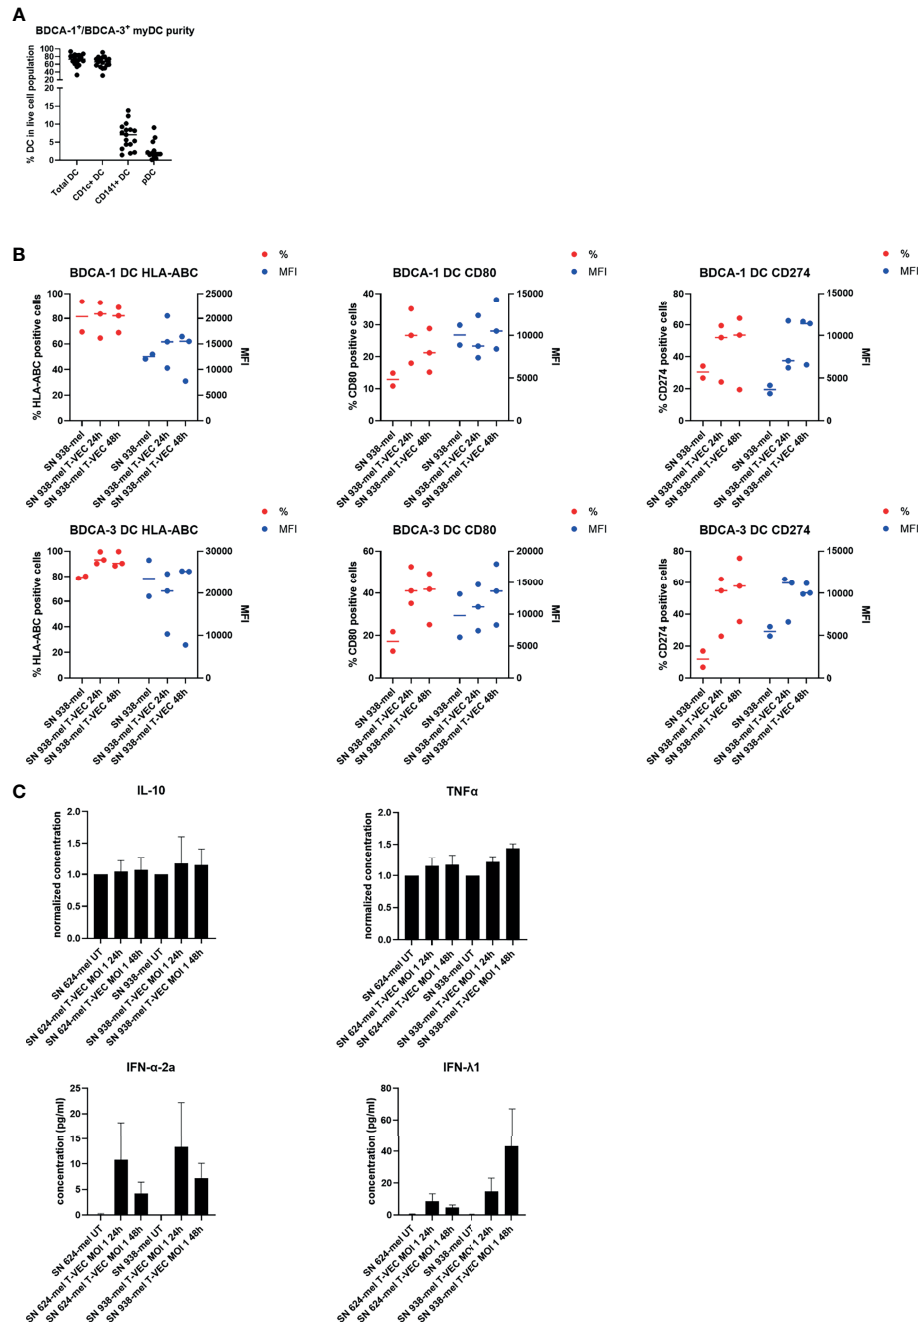 A
BDCA-1+/BDCA-3+ myDC purity
% DC in live cell population
100
80
60
40
20
20
15
10
5
0
Total DC
CD1c+ DC
CD141+ DC
pDC
B
BDCA-1 DC HLA-ABC
%
MFI
% HLA-ABC positive cells
100
80
60
40
20
0
25000
20000
15000
10000
5000
0
MFI
SN 938-mel
SN 938-mel T-VEC 24h
SN 938-mel T-VEC 48h
SN 938-mel
SN 938-mel T-VEC 24h
SN 938-mel T-VEC 48h
BDCA-1 DC CD80
%
MFI
% CD80 positive cells
40
30
20
10
0
15000
10000
5000
0
MFI
SN 938-mel
SN 938-mel T-VEC 24h
SN 938-mel T-VEC 48h
SN 938-mel
SN 938-mel T-VEC 24h
SN 938-mel T-VEC 48h
BDCA-1 DC CD274
%
MFI
% CD274 positive cells
80
60
40
20
0
15000
10000
5000
0
MFI
SN 938-mel
SN 938-mel T-VEC 24h
SN 938-mel T-VEC 48h
SN 938-mel
SN 938-mel T-VEC 24h
SN 938-mel T-VEC 48h
BDCA-3 DC HLA-ABC
%
MFI
% HLA-ABC positive cells
100
80
60
40
20
0
30000
20000
10000
0
MFI
SN 938-mel
SN 938-mel T-VEC 24h
SN 938-mel T-VEC 48h
SN 938-mel
SN 938-mel T-VEC 24h
SN 938-mel T-VEC 48h
BDCA-3 DC CD80
%
MFI
% CD80 positive cells
60
40
20
0
20000
15000
10000
5000
0
MFI
SN 938-mel
SN 938-mel T-VEC 24h
SN 938-mel T-VEC 48h
SN 938-mel
SN 938-mel T-VEC 24h
SN 938-mel T-VEC 48h
BDCA-3 DC CD274
%
MFI
% CD274 positive cells
80
60
40
20
0
15000
10000
5000
0
MFI
SN 938-mel
SN 938-mel T-VEC 24h
SN 938-mel T-VEC 48h
SN 938-mel
SN 938-mel T-VEC 24h
SN 938-mel T-VEC 48h
C
IL-10
normalized concentration
2.0
1.5
1.0
0.5
0.0
SN 624-mel UT
SN 624-mel T-VEC MOI 1 24h
SN 624-mel T-VEC MOI 1 48h
SN 938-mel UT
SN 938-mel T-VEC MOI 1 24h
SN 938-mel T-VEC MOI 1 48h
TNFα
normalized concentration
2.0
1.5
1.0
0.5
0.0
SN 624-mel UT
SN 624-mel T-VEC MOI 1 24h
SN 624-mel T-VEC MOI 1 48h
SN 938-mel UT
SN 938-mel T-VEC MOI 1 24h
SN 938-mel T-VEC MOI 1 48h
IFN-α-2a
concentration (pg/ml)
25
20
15
10
5
0
SN 624-mel UT
SN 624-mel T-VEC MOI 1 24h
SN 624-mel T-VEC MOI 1 48h
SN 938-mel UT
SN 938-mel T-VEC MOI 1 24h
SN 938-mel T-VEC MOI 1 48h
IFN-λ1
concentration (pg/ml)
80
60
40
20
0
SN 624-mel UT
SN 624-mel T-VEC MOI 1 24h
SN 624-mel T-VEC MOI 1 48h
SN 938-mel UT
SN 938-mel T-VEC MOI 1 24h
SN 938-mel T-VEC MOI 1 48h